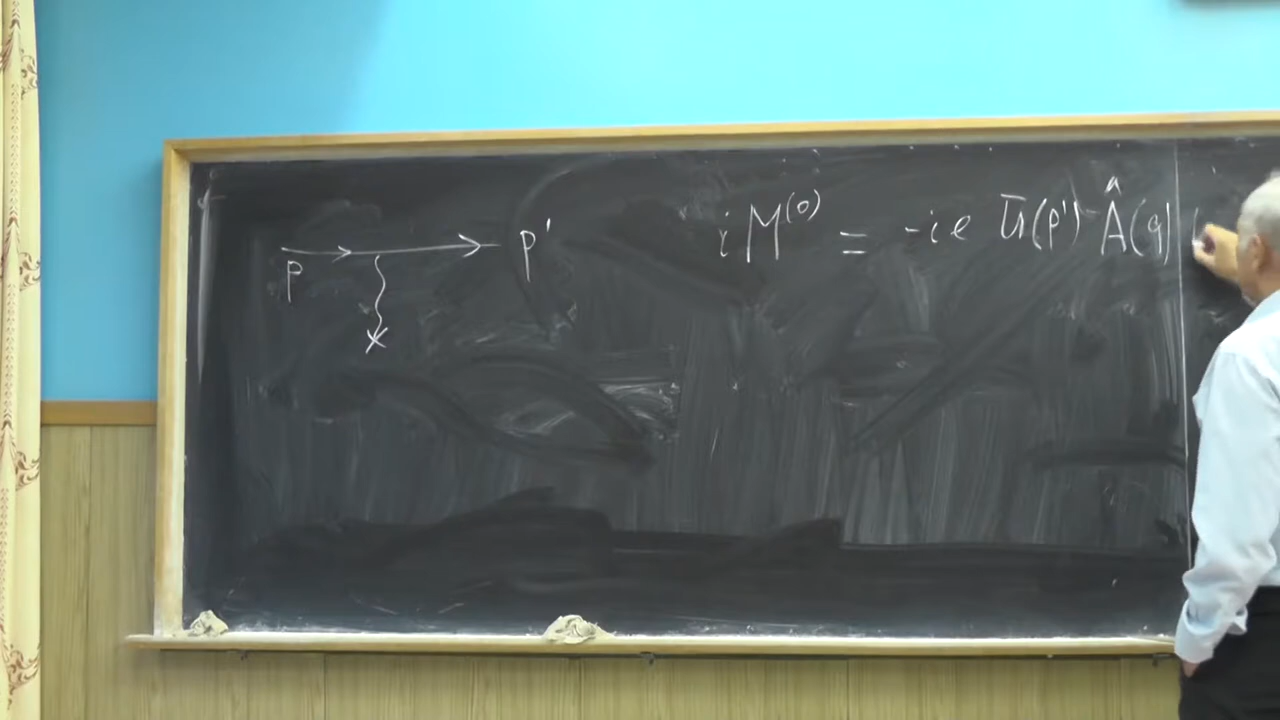 p p'
i M^(0) = -ie ū(p') Â(q)